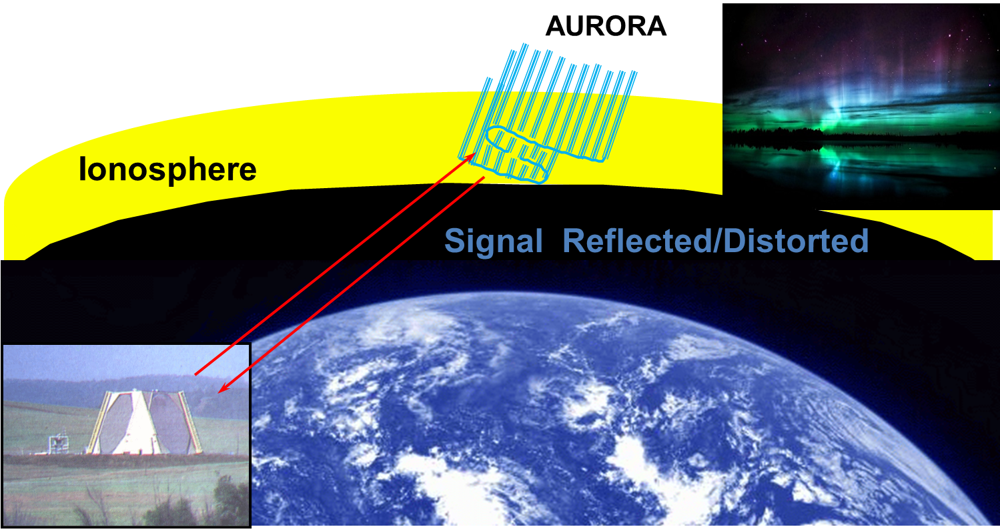 AURORA
Ionosphere
Signal Reflected/Distorted